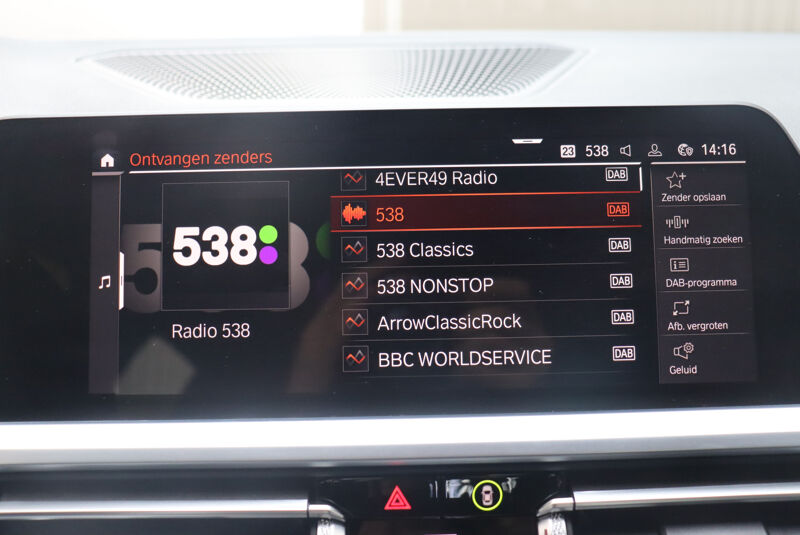 Ontvangen zenders
23 538 14:16
538
Radio 538
4EVER49 Radio DAB
538 DAB
538 Classics DAB
538 NONSTOP DAB
ArrowClassicRock DAB
BBC WORLDSERVICE DAB
Zender opslaan
Handmatig zoeken
DAB-programma
Afb. vergroten
Geluid